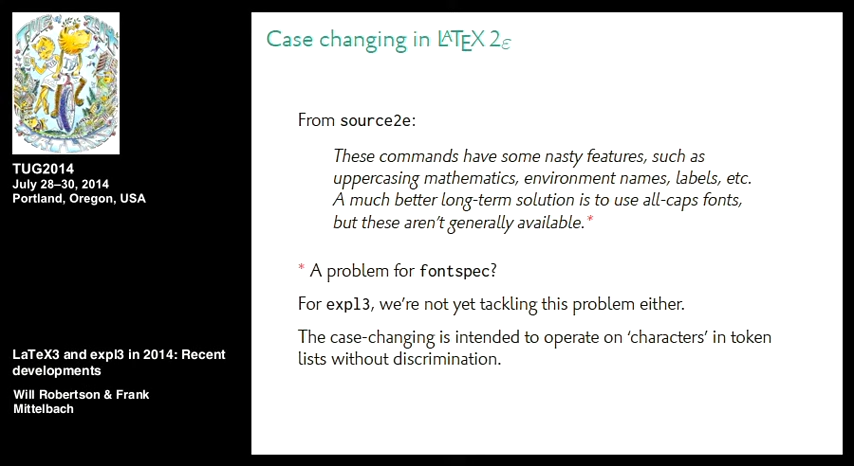 TUG2014
July 28–30, 2014
Portland, Oregon, USA
LaTeX3 and expl3 in 2014: Recent
developments
Will Robertson & Frank
Mittelbach
Case changing in LATEX 2ε
From source2e:
These commands have some nasty features, such as
uppercasing mathematics, environment names, labels, etc.
A much better long-term solution is to use all-caps fonts,
but these aren’t generally available.*
* A problem for fontspec?
For expl3, we’re not yet tackling this problem either.
The case-changing is intended to operate on ‘characters’ in token
lists without discrimination.